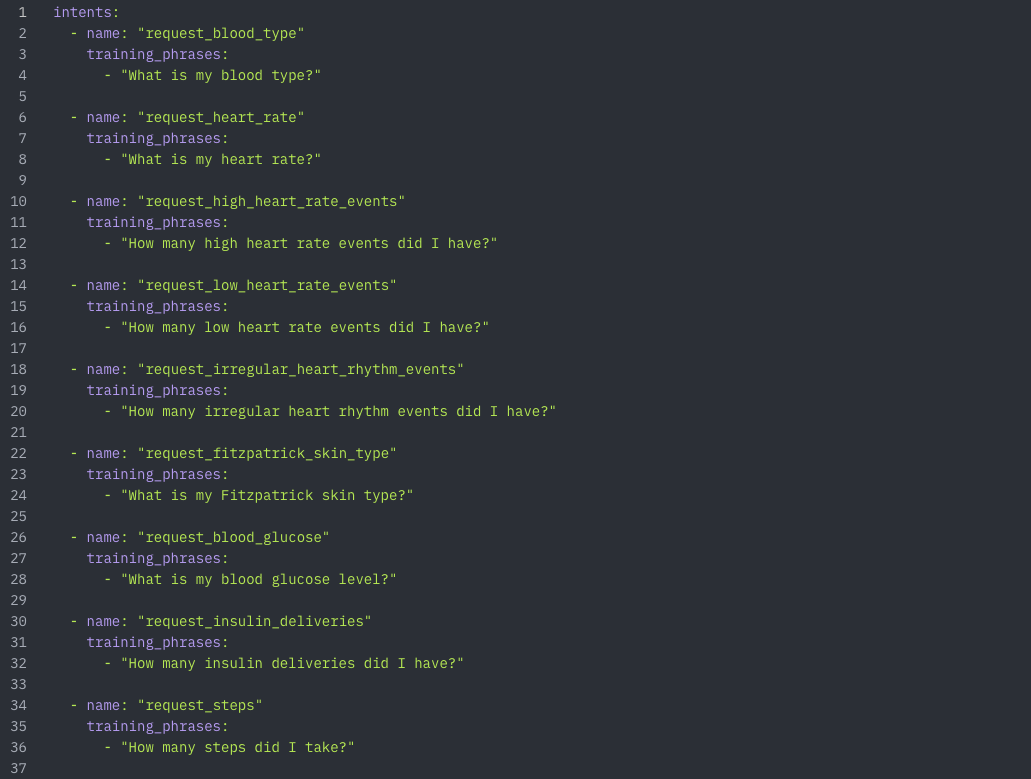 1 intents:
2 - name: "request_blood_type"
3 training_phrases:
4 - "What is my blood type?"
5
6 - name: "request_heart_rate"
7 training_phrases:
8 - "What is my heart rate?"
9
10 - name: "request_high_heart_rate_events"
11 training_phrases:
12 - "How many high heart rate events did I have?"
13
14 - name: "request_low_heart_rate_events"
15 training_phrases:
16 - "How many low heart rate events did I have?"
17
18 - name: "request_irregular_heart_rhythm_events"
19 training_phrases:
20 - "How many irregular heart rhythm events did I have?"
21
22 - name: "request_fitzpatrick_skin_type"
23 training_phrases:
24 - "What is my Fitzpatrick skin type?"
25
26 - name: "request_blood_glucose"
27 training_phrases:
28 - "What is my blood glucose level?"
29
30 - name: "request_insulin_deliveries"
31 training_phrases:
32 - "How many insulin deliveries did I have?"
33
34 - name: "request_steps"
35 training_phrases:
36 - "How many steps did I take?"
37